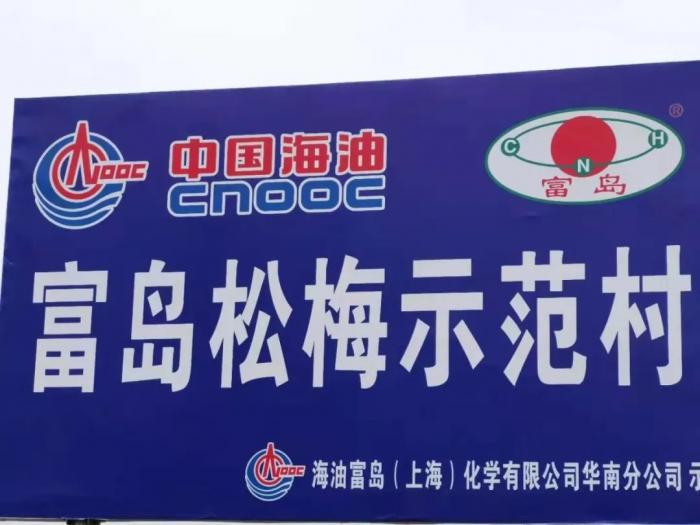 CNOOC 中国海油 ®
CNOOC C N H
富岛
富岛松梅示范村
CNOOC 海油富岛（上海）化学有限公司华南分公司 示